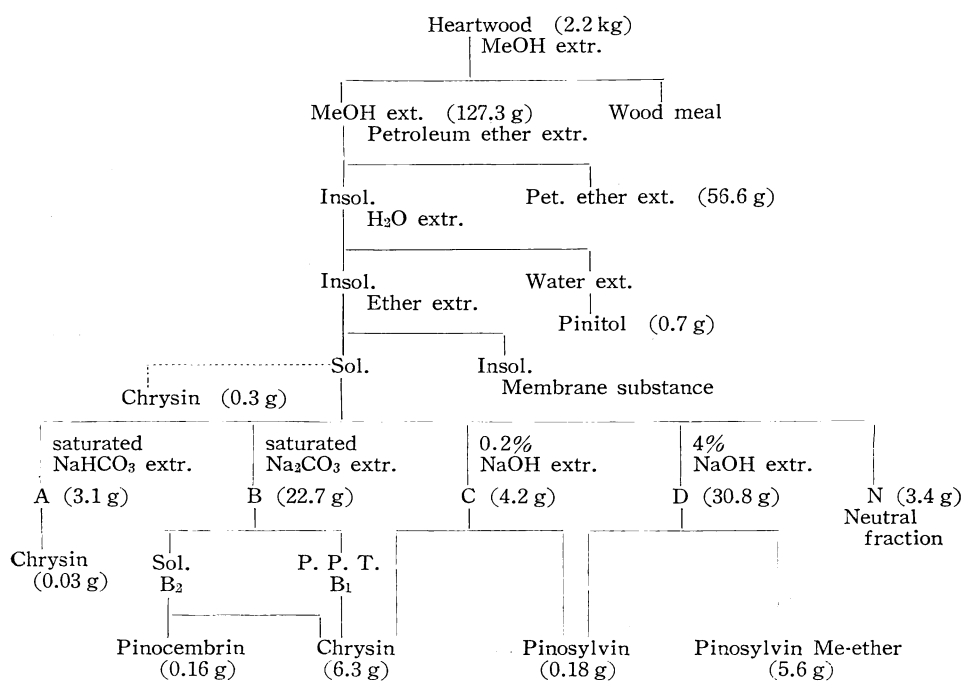 Heartwood (2.2 kg)
MeOH extr.
MeOH ext. (127.3 g)
Wood meal
Petroleum ether extr.
Insol.
Pet. ether ext. (56.6 g)
H₂O extr.
Insol.
Water ext.
Ether extr.
Pinitol (0.7 g)
Sol.
Insol.
Membrane substance
Chrysin (0.3 g)
saturated
NaHCO₃ extr.
saturated
Na₂CO₃ extr.
0.2%
NaOH extr.
4%
NaOH extr.
A (3.1 g)
B (22.7 g)
C (4.2 g)
D (30.8 g)
N (3.4 g)
Neutral
fraction
Chrysin
(0.03 g)
Sol.
B₂
P. P. T.
B₁
Pinocembrin
(0.16 g)
Chrysin
(6.3 g)
Pinosylvin
(0.18 g)
Pinosylvin Me-ether
(5.6 g)